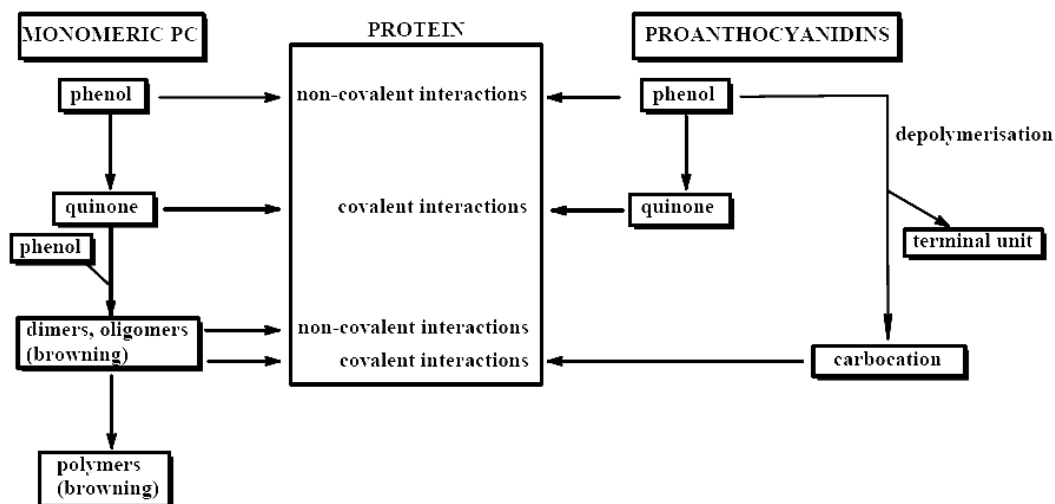 MONOMERIC PC
PROTEIN
PROANTHOCYANIDINS
phenol
non-covalent interactions
phenol
depolymerisation
quinone
covalent interactions
quinone
phenol
terminal unit
dimers, oligomers
(browning)
non-covalent interactions
covalent interactions
carbocation
polymers
(browning)